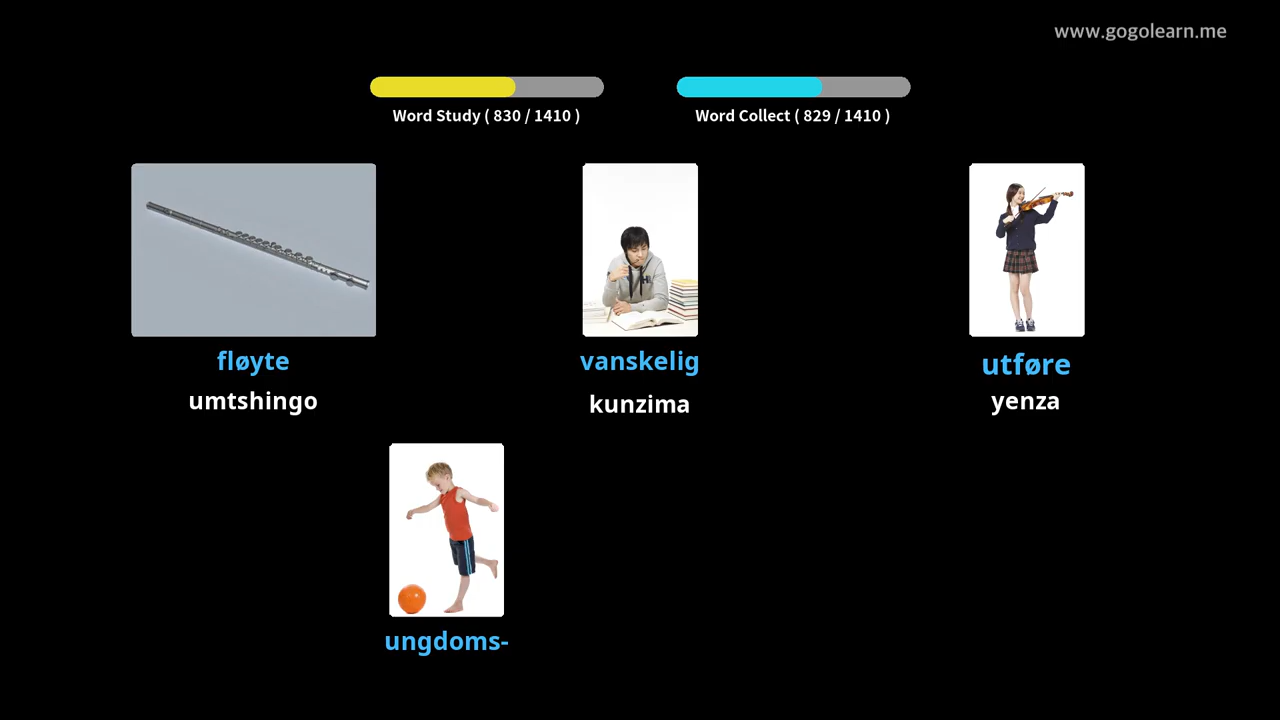 www.gogolearn.me
Word Study ( 830 / 1410 )
Word Collect ( 829 / 1410 )
fløyte
vanskelig
utføre
umtshingo
kunzima
yenza
ungdoms-